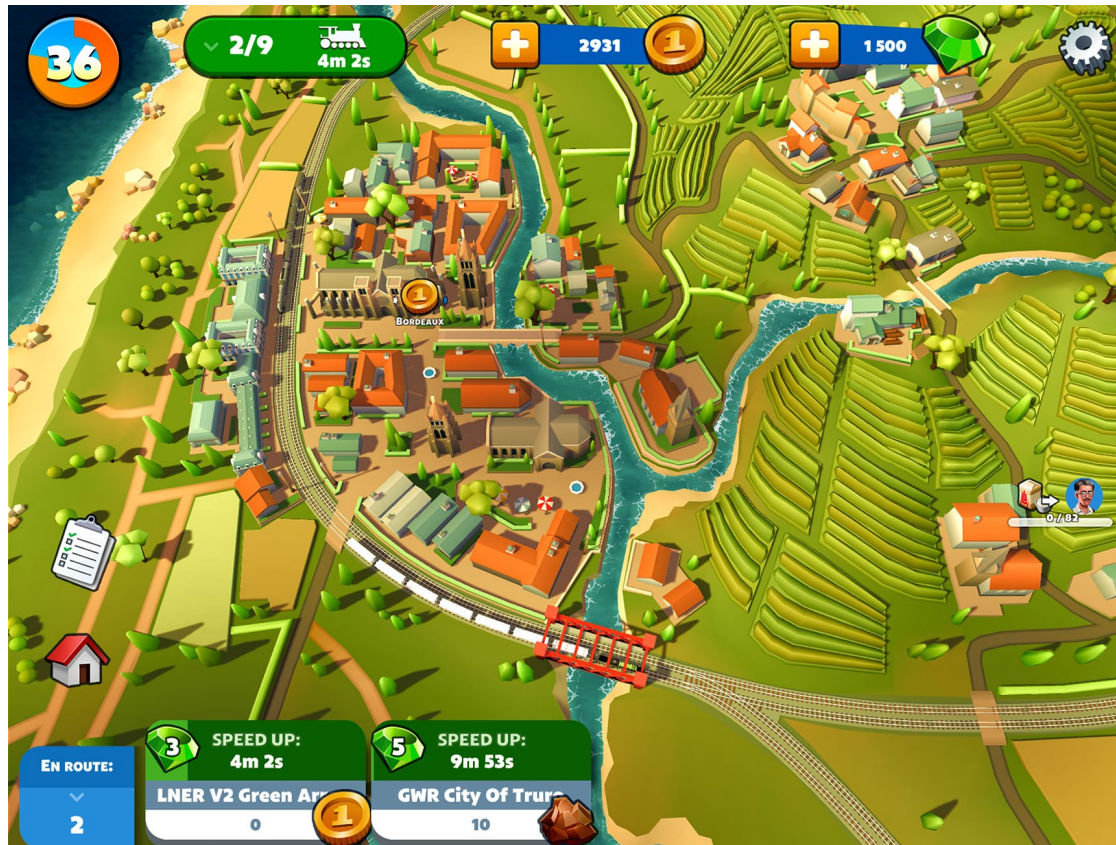 36
2/9
4m 2s
2931
1
1 500
1
BORDEAUX
0 / 82
3
SPEED UP:
4m 2s
5
SPEED UP:
9m 53s
EN ROUTE:
2
LNER V2 Green Arr
0
1
GWR City Of Truro
10